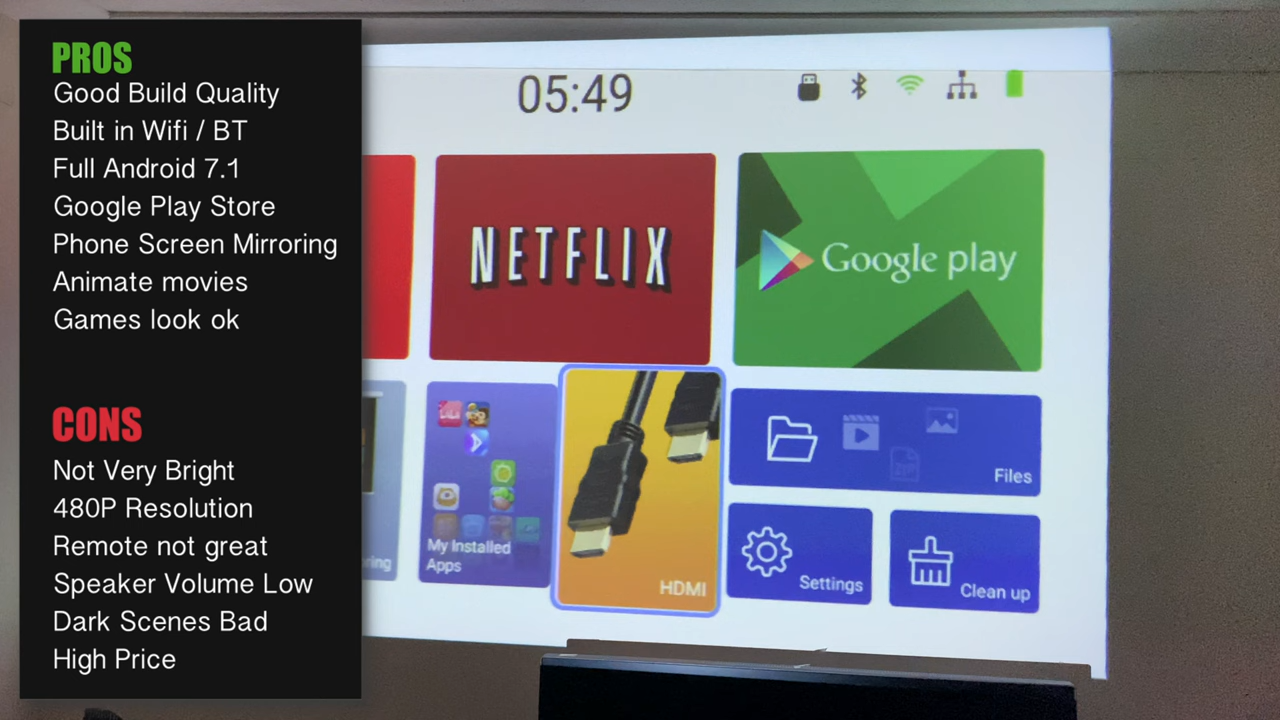 PROS
Good Build Quality
Built in Wifi / BT
Full Android 7.1
Google Play Store
Phone Screen Mirroring
Animate movies
Games look ok
CONS
Not Very Bright
480P Resolution
Remote not great
Speaker Volume Low
Dark Scenes Bad
High Price
05:49
NETFLIX
Google play
My Installed
Apps
HDMI
Files
Settings
Clean up